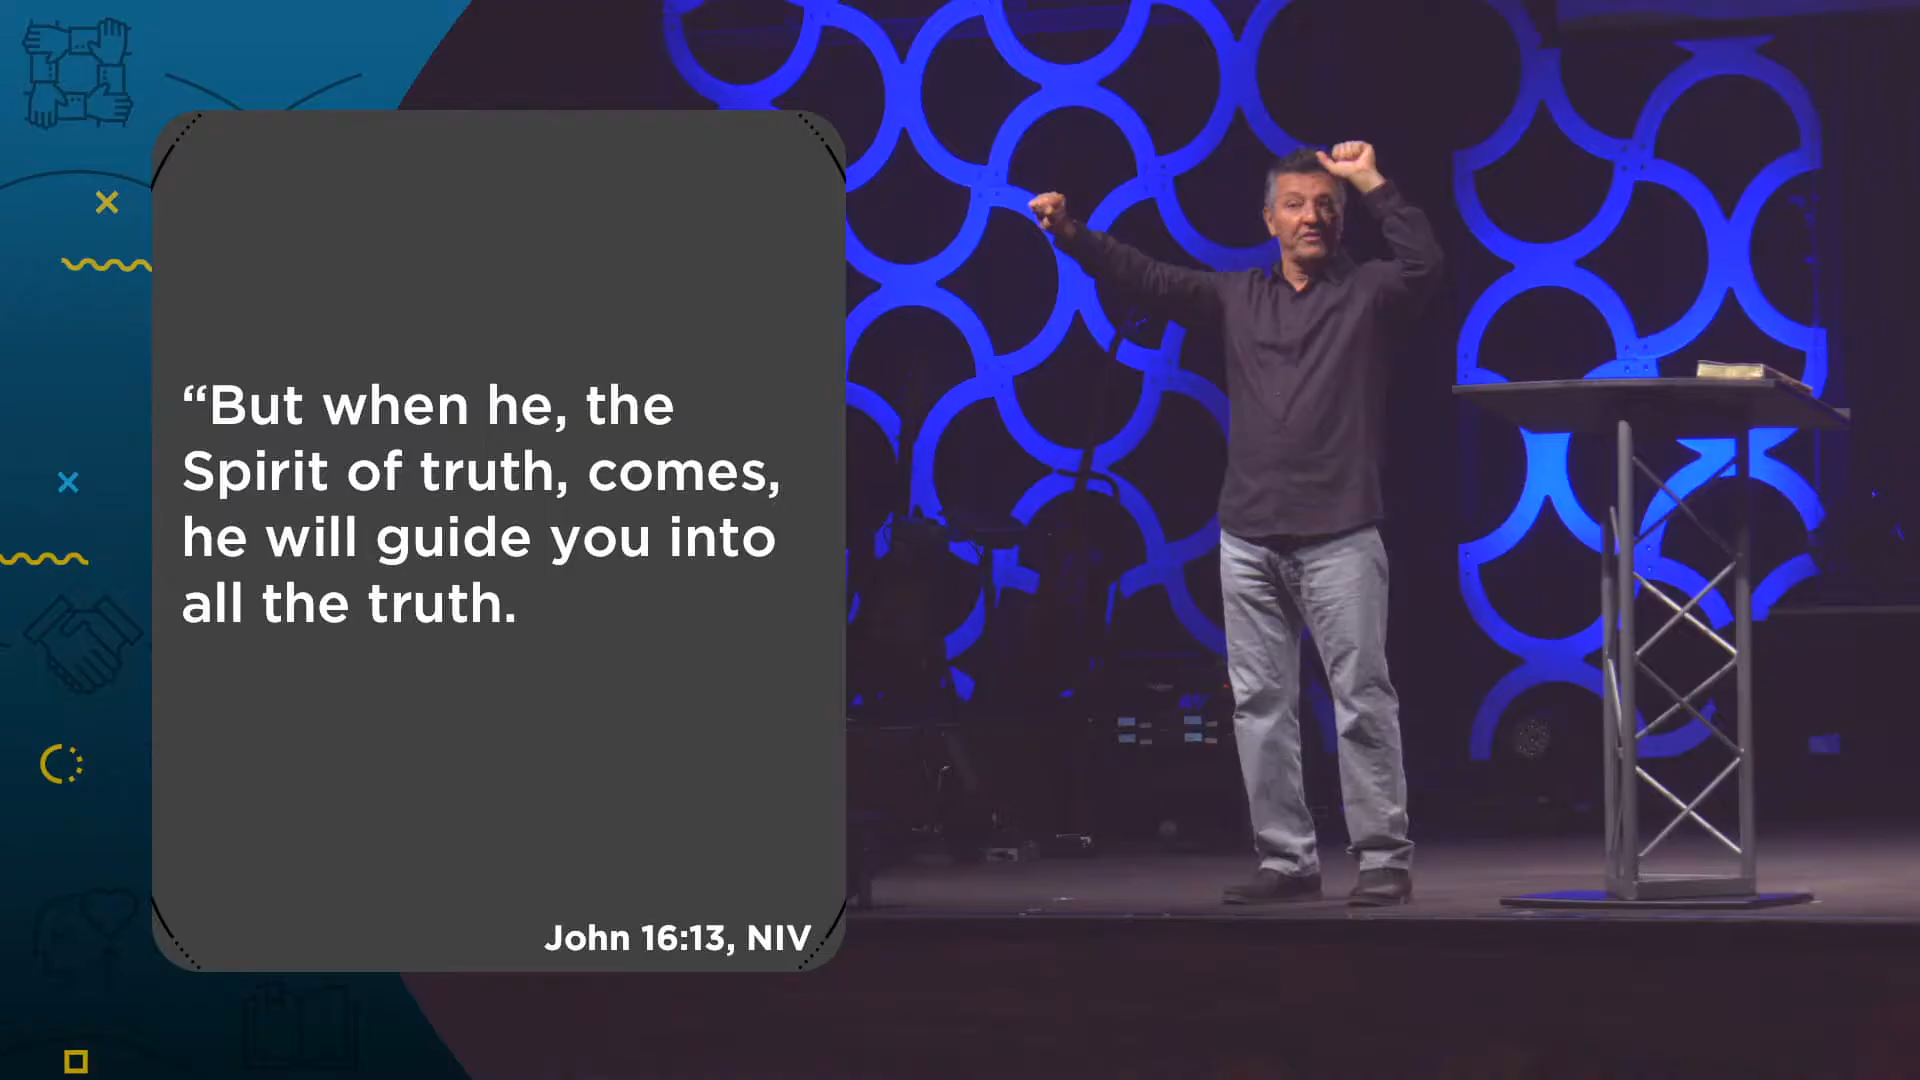 “But when he, the
Spirit of truth, comes,
he will guide you into
all the truth.
John 16:13, NIV